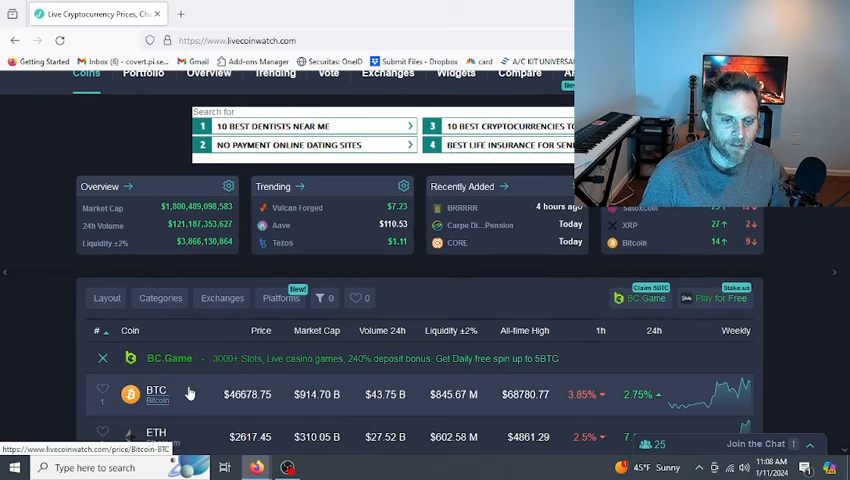 Live Cryptocurrency Prices, Cha
https://www.livecoinwatch.com
Getting Started
covert.pi.se...
Gmail
Add-ons Manager
Securitas: OneID
Submit Files - Dropbox
card
A/C KIT UNIVERSAL
Coins
Portfolio
Overview
Trending
Vote
Exchanges
Widgets
Compare
New
Search for
1 10 BEST DENTISTS NEAR ME
3 10 BEST CRYPTOCURRENCIES TO
2 NO PAYMENT ONLINE DATING SITES
4 BEST LIFE INSURANCE FOR SEN
Overview
Market Cap $1,800,489,098,583
24h Volume $121,187,353,627
Liquidity ±2% $3,866,130,864
Trending
Vulcan Forged $7.23
Aave $110.53
Tezos $1.11
Recently Added
BRRRRR 4 hours ago
Carpe Di...Pension Today
CORE Today
Satoxcoin
XRP 27 2
Bitcoin 14 9
Layout
Categories
Exchanges
Platforms
New!
0
0
Claim 5BTC
BC.Game
Stake.us
Play for Free
# Coin Price Market Cap Volume 24h Liquidity ±2% All-time High 1h 24h Weekly
BC.Game - 3000+ Slots, Live casino games, 240% deposit bonus. Get Daily free spin up to 5BTC
1 BTC Bitcoin $46678.75 $914.70 B $43.75 B $845.67 M $68780.77 3.85% 2.75%
ETH $2617.45 $310.05 B $27.52 B $602.58 M $4861.29 2.5%
25
Join the Chat
https://www.livecoinwatch.com/price/Bitcoin-BTC
Type here to search
45°F Sunny
11:08 AM
1/11/2024